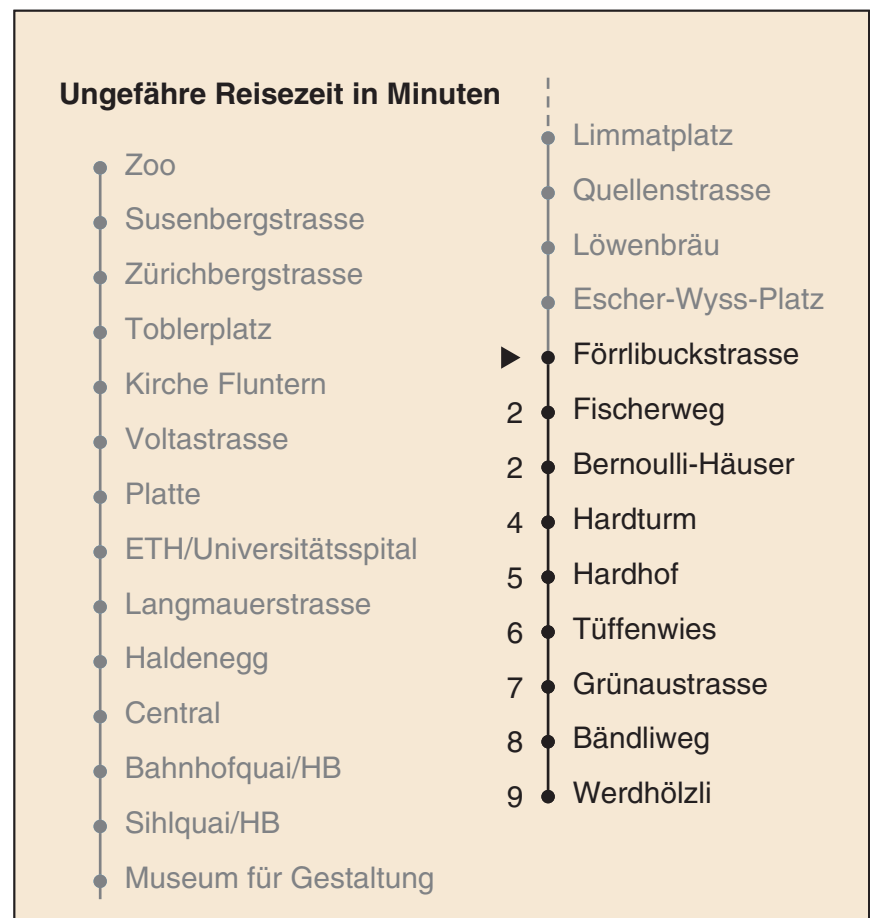 Ungefähre Reisezeit in Minuten
Zoo
Susenbergstrasse
Zürichbergstrasse
Toblerplatz
Kirche Fluntern
Voltastrasse
Platte
ETH/Universitätsspital
Langmauerstrasse
Haldenegg
Central
Bahnhofquai/HB
Sihlquai/HB
Museum für Gestaltung
Limmatplatz
Quellenstrasse
Löwenbräu
Escher-Wyss-Platz
Förrlibuckstrasse
2 Fischerweg
2 Bernoulli-Häuser
4 Hardturm
5 Hardhof
6 Tüffenwies
7 Grünaustrasse
8 Bändliweg
9 Werdhölzli